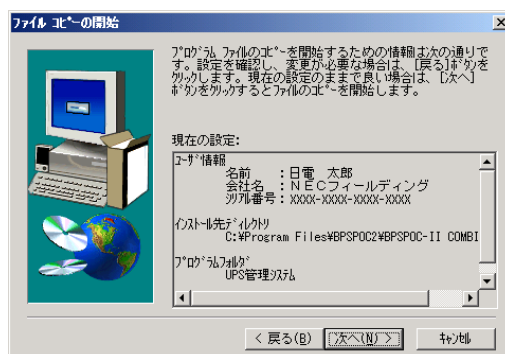 ファイル コピーの開始
プログラム ファイルのコピーを開始するための情報は次の通りで
す。設定を確認し、変更が必要な場合は、[戻る]ボタンを
クリックします。現在の設定のままで良い場合は、[次へ]
ボタンをクリックするとファイルのコピーを開始します。
現在の設定:
ユーザ情報
名前 :日電 太郎
会社名 :NECフィールディング
シリアル番号:XXXX-XXXX-XXXX-XXXX
インストール先ディレクトリ
C:¥Program Files¥BPSPOC2¥BPSPOC-II COMBI
プログラムフォルダ
UPS管理システム
< 戻る(B)
次へ(N) >
キャンセル